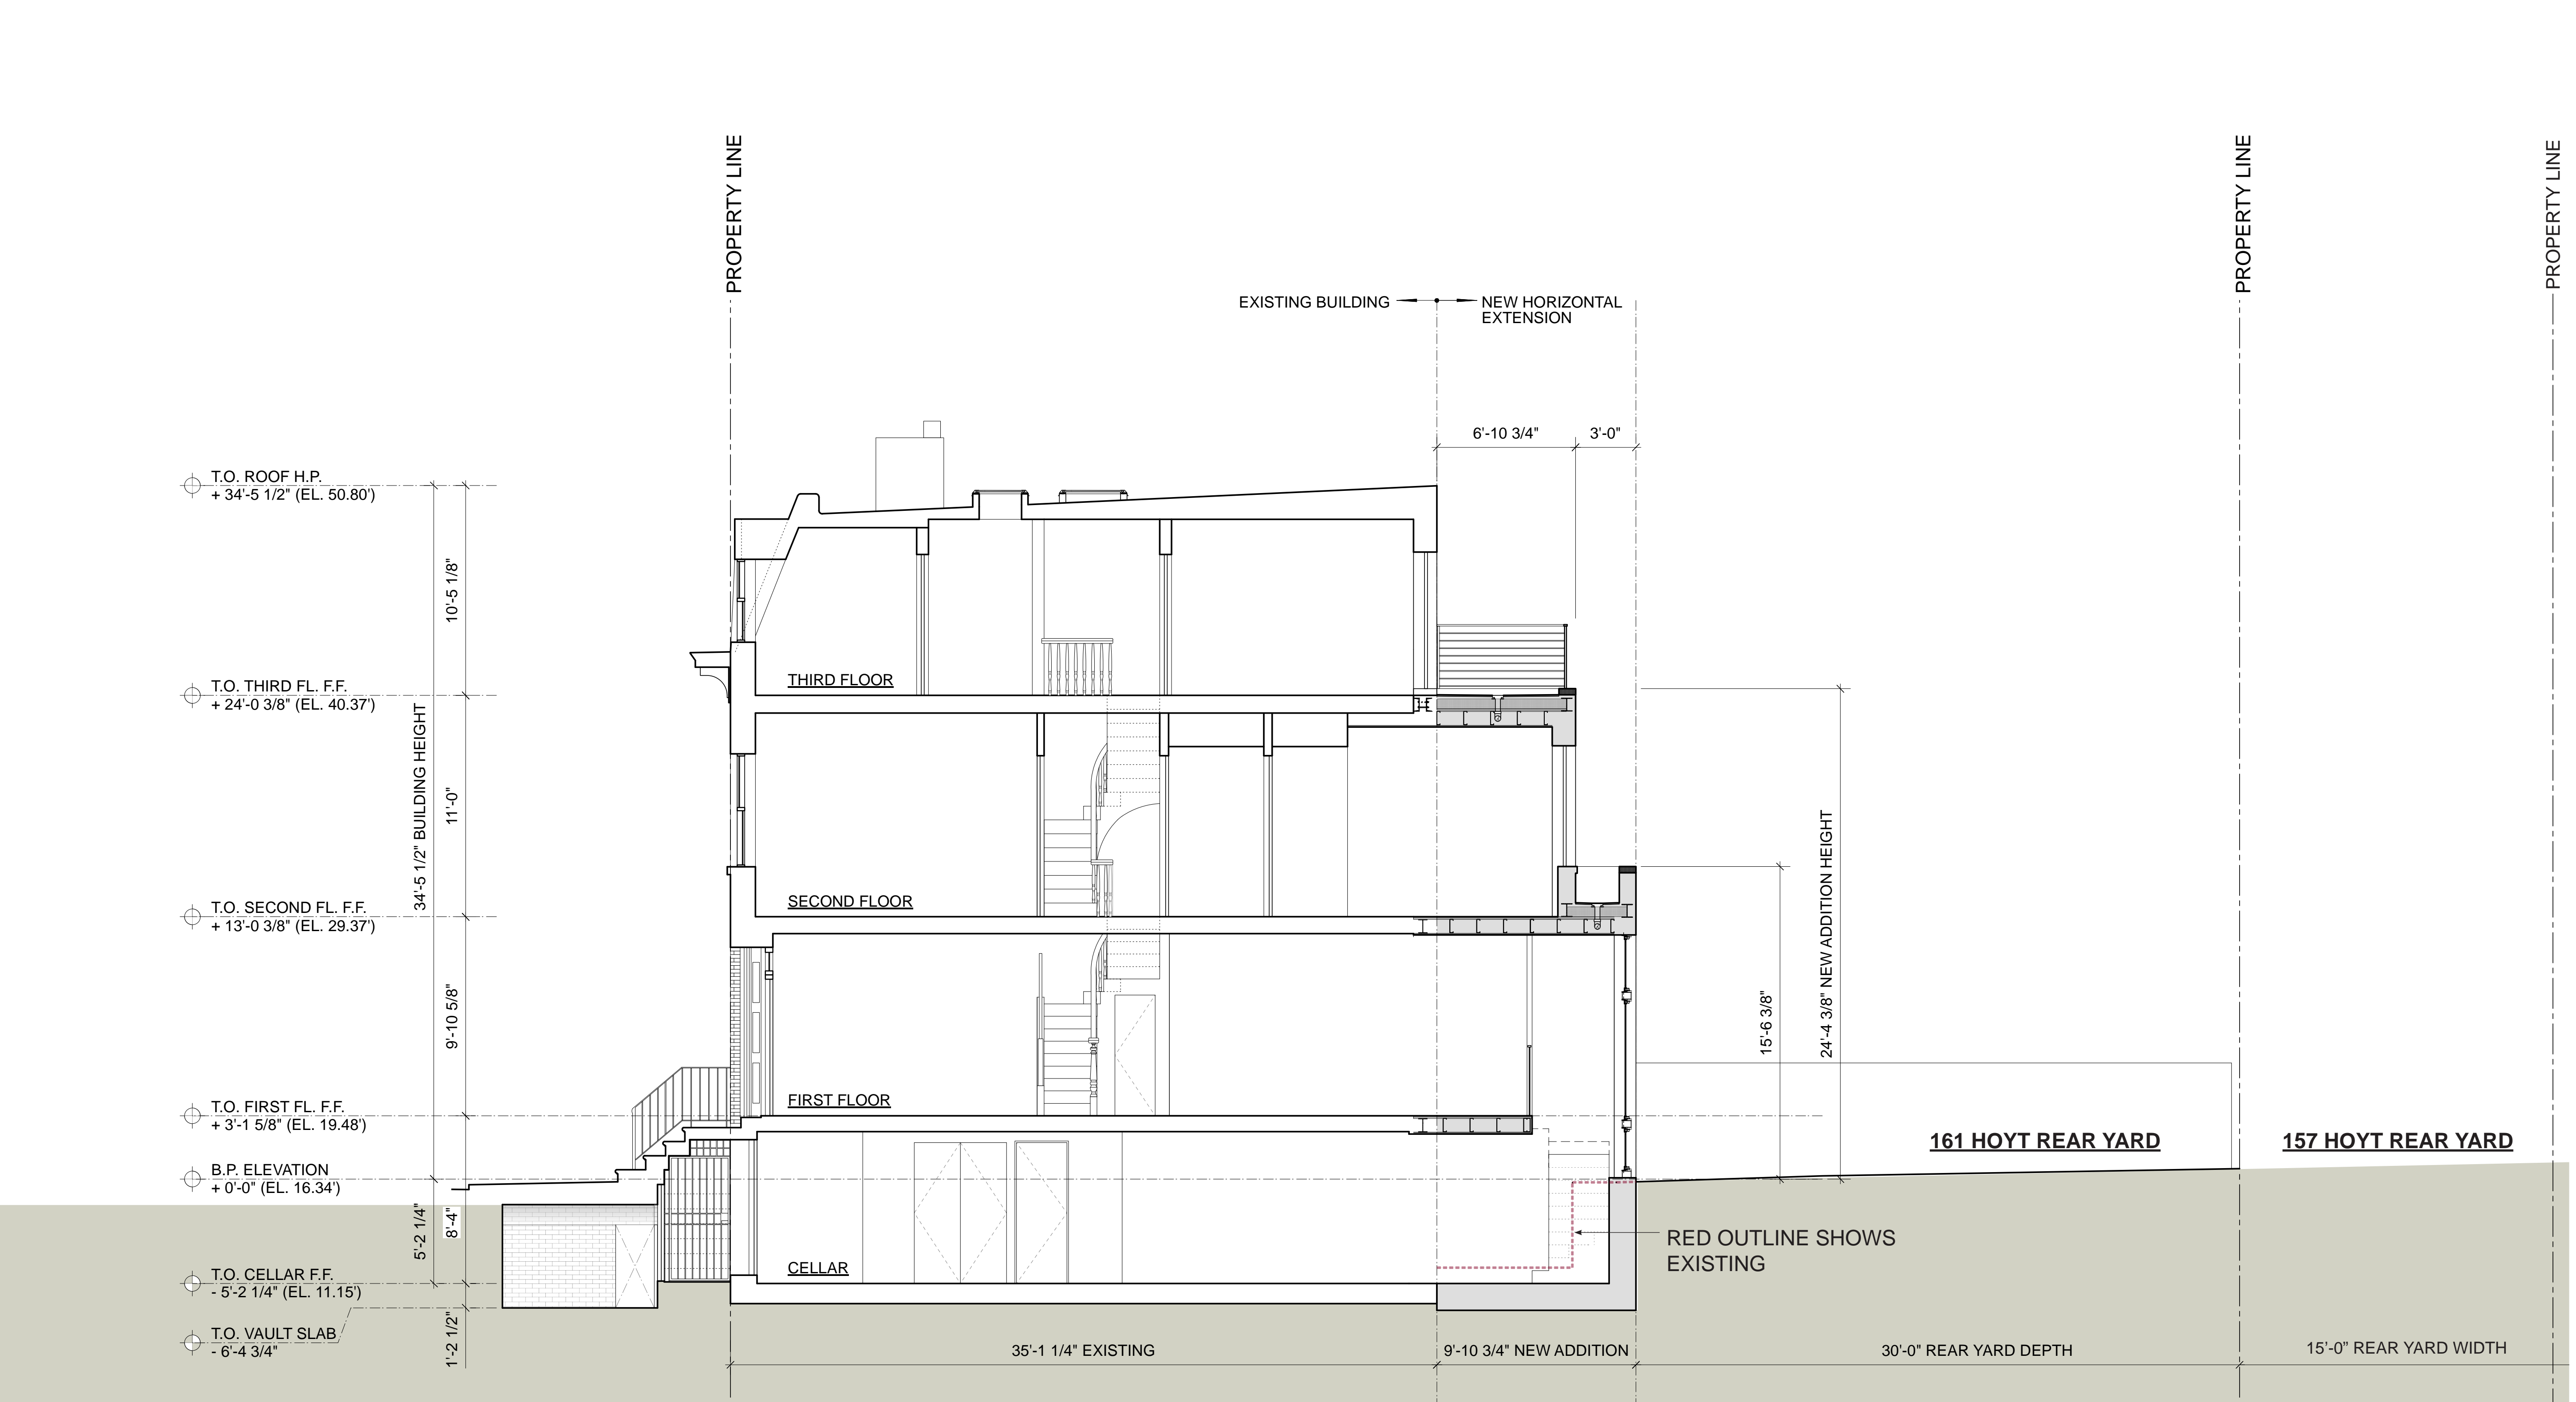 PROPERTY LINE
PROPERTY LINE
PROPERTY LINE
EXISTING BUILDING
NEW HORIZONTAL
EXTENSION
6'-10 3/4"
3'-0"
T.O. ROOF H.P.
+ 34'-5 1/2" (EL. 50.80')
10'-5 1/8"
T.O. THIRD FL. F.F.
+ 24'-0 3/8" (EL. 40.37')
THIRD FLOOR
34'-5 1/2" BUILDING HEIGHT
11'-0"
T.O. SECOND FL. F.F.
+ 13'-0 3/8" (EL. 29.37')
SECOND FLOOR
9'-10 5/8"
15'-6 3/8"
24'-4 3/8" NEW ADDITION HEIGHT
T.O. FIRST FL. F.F.
+ 3'-1 5/8" (EL. 19.48')
FIRST FLOOR
161 HOYT REAR YARD
157 HOYT REAR YARD
B.P. ELEVATION
+ 0'-0" (EL. 16.34')
5'-2 1/4"
8'-4"
RED OUTLINE SHOWS
EXISTING
CELLAR
T.O. CELLAR F.F.
- 5'-2 1/4" (EL. 11.15')
T.O. VAULT SLAB
- 6'-4 3/4"
1'-2 1/2"
35'-1 1/4" EXISTING
9'-10 3/4" NEW ADDITION
30'-0" REAR YARD DEPTH
15'-0” REAR YARD WIDTH